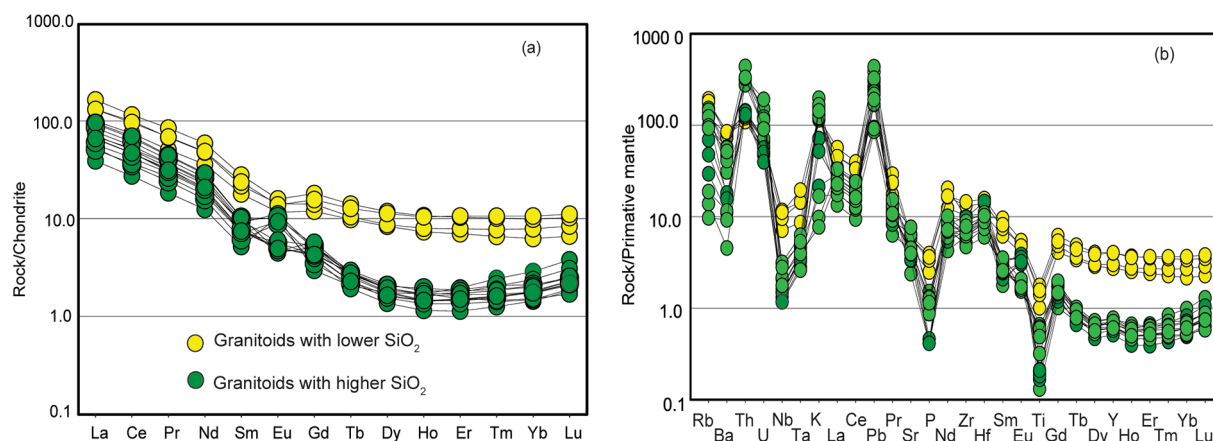 1000.0
100.0
10.0
1.0
0.1
Rock/Chondrite
(a)
Granitoids with lower SiO₂
Granitoids with higher SiO₂
La Ce Pr Nd Sm Eu Gd Tb Dy Ho Er Tm Yb Lu
1000 0
100.0
10.0
1.0
0.1
Rock/Primative mantle
(b)
Rb Th Nb K Ce Pr P Zr Sm Ti Tb Y Er Yb
Ba U Ta La Pb Sr Nd Hf Eu Gd Dy Ho Tm Lu